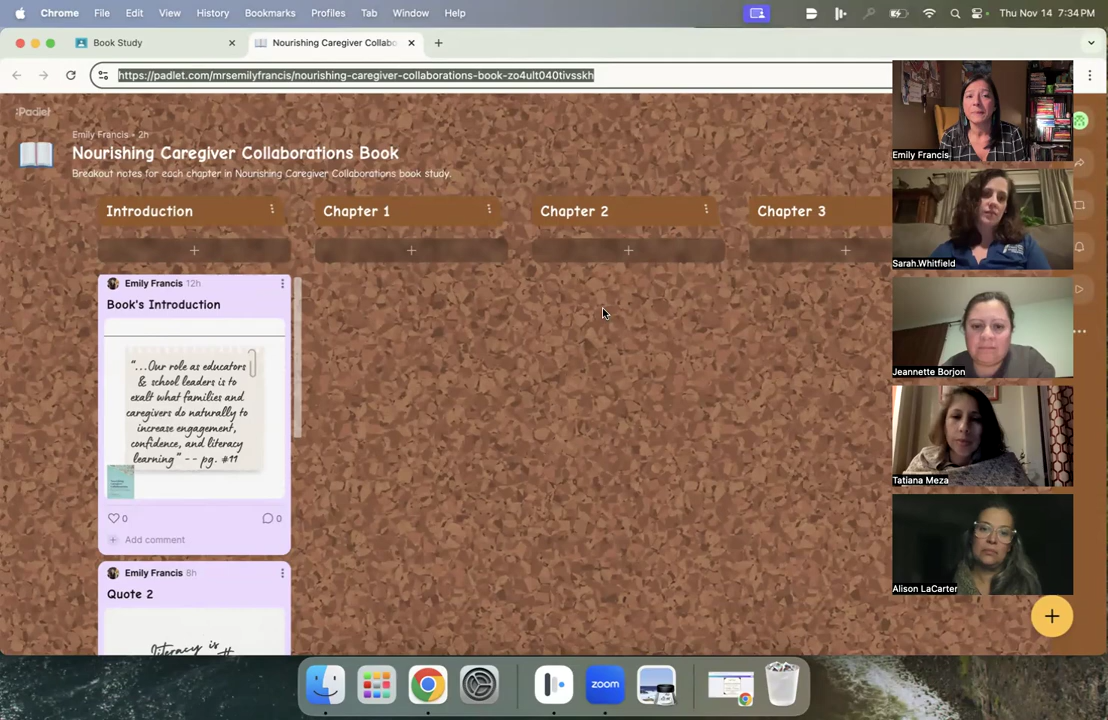 Chrome File Edit View History Bookmarks Profiles Tab Window Help Thu Nov 14 7:34 PM
Book Study
Nourishing Caregiver Collabo
https://padlet.com/mrsemilyfrancis/nourishing-caregiver-collaborations-book-zo4ult040tivsskh
:Padlet
Emily Francis • 2h
Nourishing Caregiver Collaborations Book
Breakout notes for each chapter in Nourishing Caregiver Collaborations book study.
Introduction
Chapter 1
Chapter 2
Chapter 3
Emily Francis 12h
Book's Introduction
"...Our role as educators
& school leaders is to
exalt what families and
caregivers do naturally to
increase engagement,
confidence, and literacy
learning" -- pg. #11
0
0
Add comment
Emily Francis 8h
Quote 2
Literacy is
Emily Francis
Sarah.Whitfield
Jeannette Borjon
Tatiana Meza
Alison LaCarter
zoom